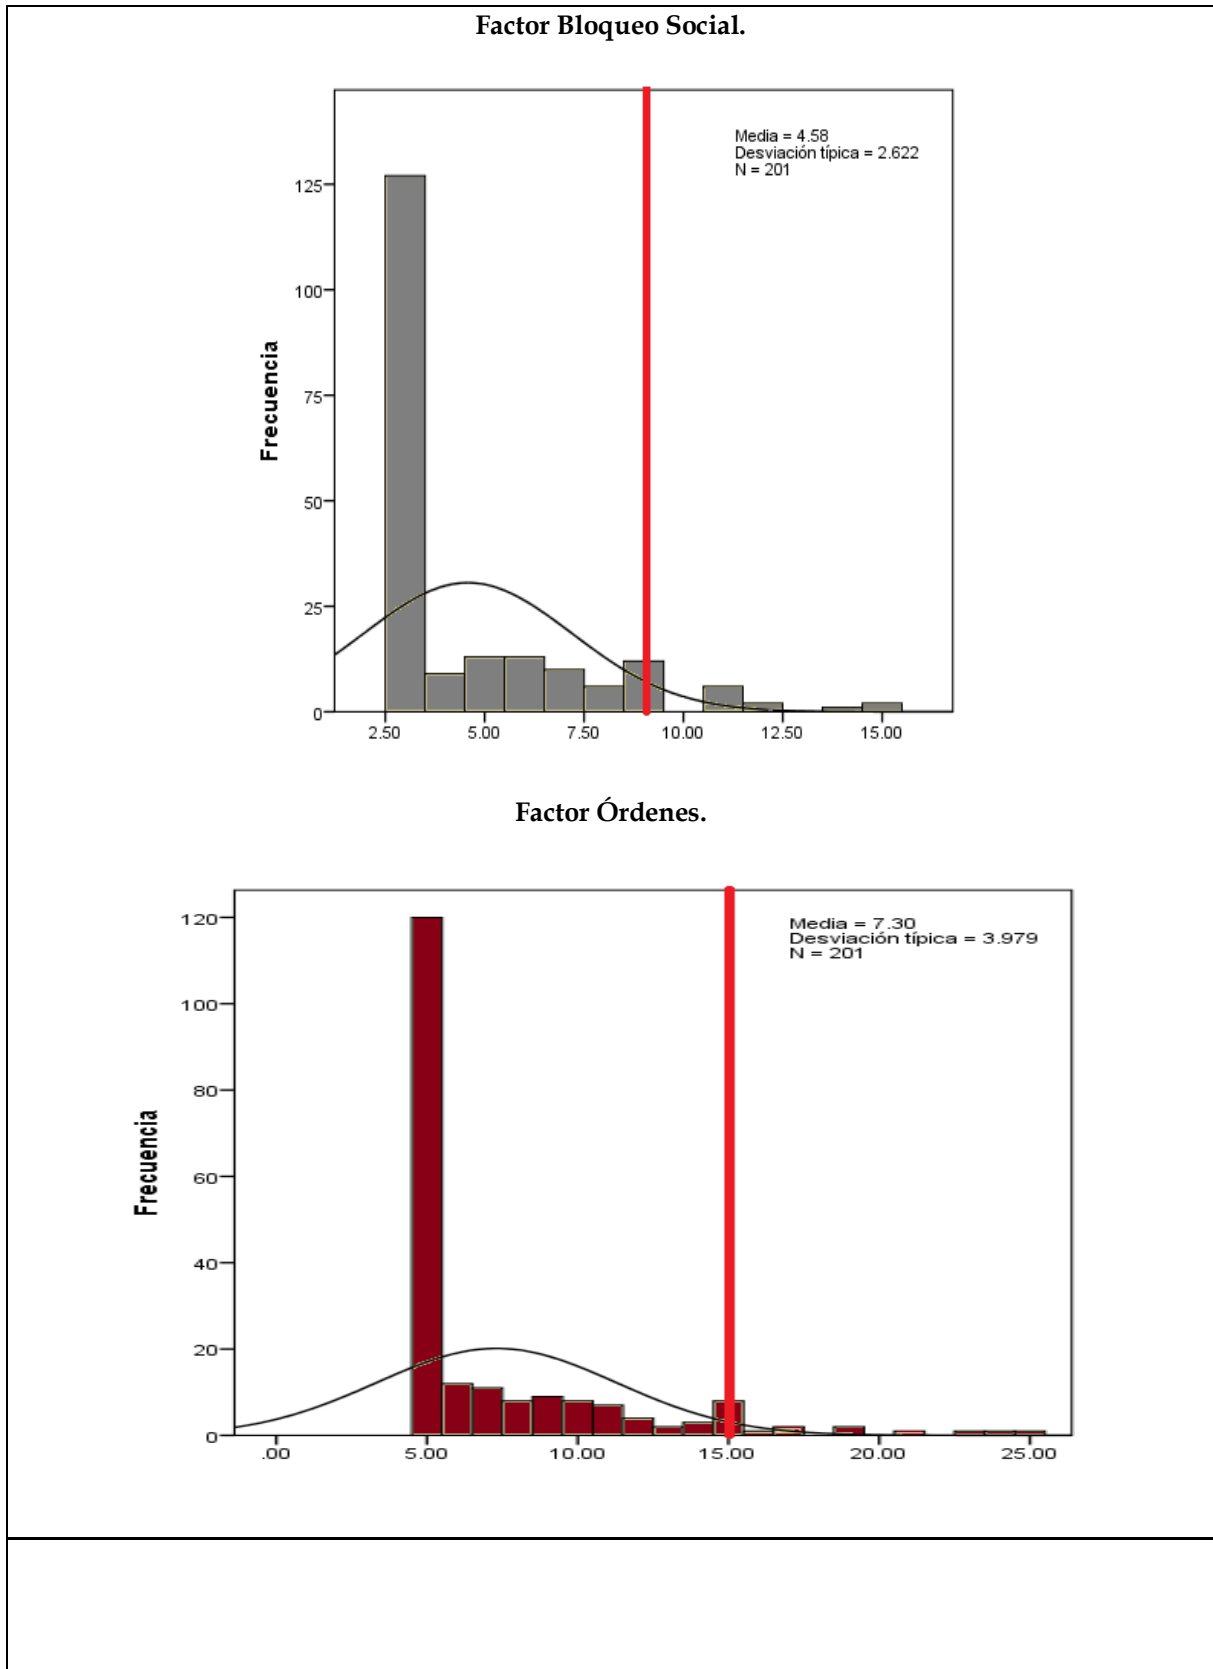 Factor Bloqueo Social.
Media = 4.58
Desviación típica = 2.622
N = 201
Frecuencia
125
100
75
50
25
0
2.50 5.00 7.50 10.00 12.50 15.00
Factor Órdenes.
Media = 7.30
Desviación típica = 3.979
N = 201
Frecuencia
120
100
80
60
40
20
0
.00 5.00 10.00 15.00 20.00 25.00